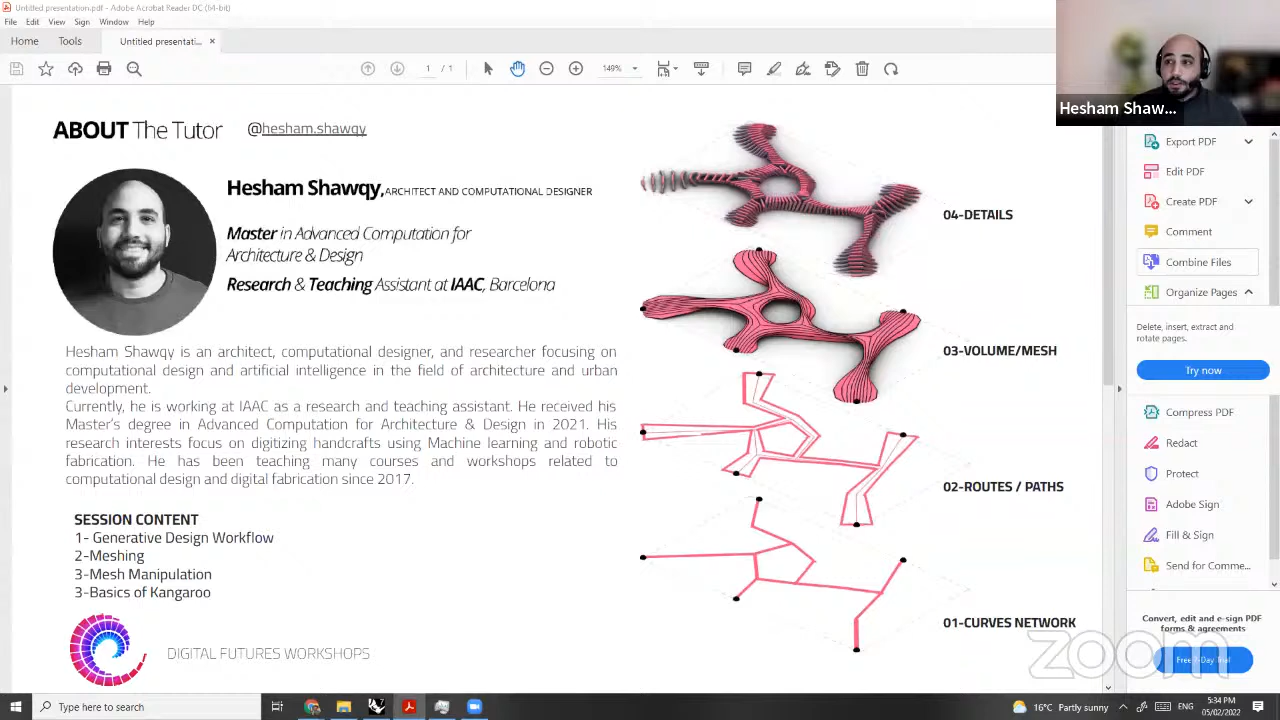 Untitled presentation.pdf - Adobe Acrobat Reader DC (64-bit)
File Edit View Sign Window Help
Home Tools Untitled presentati... ×
1 / 1 149%
Hesham Shaw...
ABOUT The Tutor @hesham.shawqy
Hesham Shawqy, ARCHITECT AND COMPUTATIONAL DESIGNER
Master in Advanced Computation for
Architecture & Design
Research & Teaching Assistant at IAAC, Barcelona
Hesham Shawqy is an architect, computational designer, and researcher focusing on
computational design and artificial intelligence in the field of architecture and urban
development.
Currently, he is working at IAAC as a research and teaching assistant. He received his
Master's degree in Advanced Computation for Architecture & Design in 2021. His
research interests focus on digitizing handcrafts using Machine learning and robotic
fabrication. He has been teaching many courses and workshops related to
computational design and digital fabrication since 2017.
SESSION CONTENT
1- Generative Design Workflow
2-Meshing
3-Mesh Manipulation
3-Basics of Kangaroo
DIGITAL FUTURES WORKSHOPS
04-DETAILS
03-VOLUME/MESH
02-ROUTES / PATHS
01-CURVES NETWORK
Export PDF
Edit PDF
Create PDF
Comment
Combine Files
Organize Pages
Delete, insert, extract and
rotate pages.
Try now
Compress PDF
Redact
Protect
Adobe Sign
Fill & Sign
Send for Comme...
Convert, edit and e-sign PDF
forms & agreements
Free 7-Day Trial
zoom
Type here to search
16°C Partly sunny
ENG
5:34 PM
05/02/2022